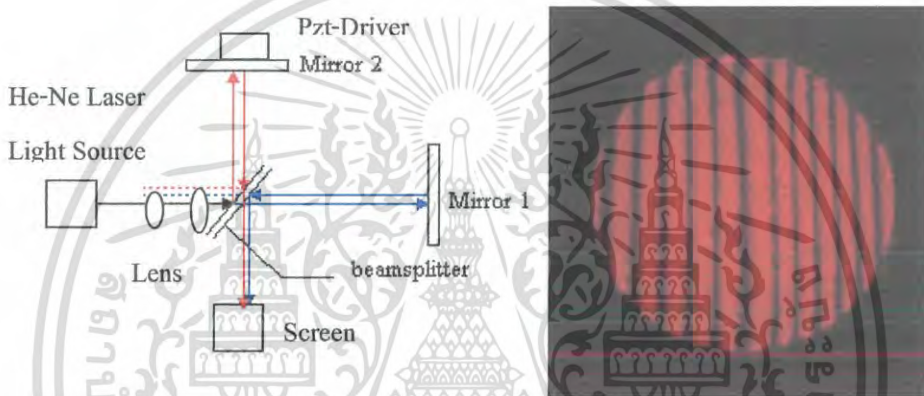 Pzt-Driver
Mirror 2
He-Ne Laser
Light Source
Mirror 1
Lens
beamsplitter
Screen